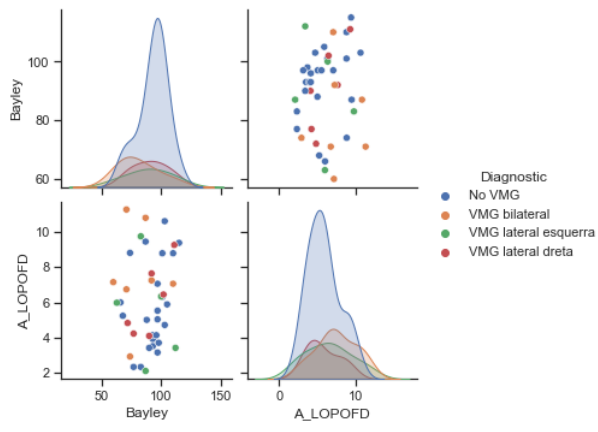 Bayley
100
80
60
Diagnostic
No VMG
VMG bilateral
VMG lateral esquerra
VMG lateral dreta
A_LOPOFD
10
8
6
4
2
50
100
150
0
10
Bayley
A_LOPOFD